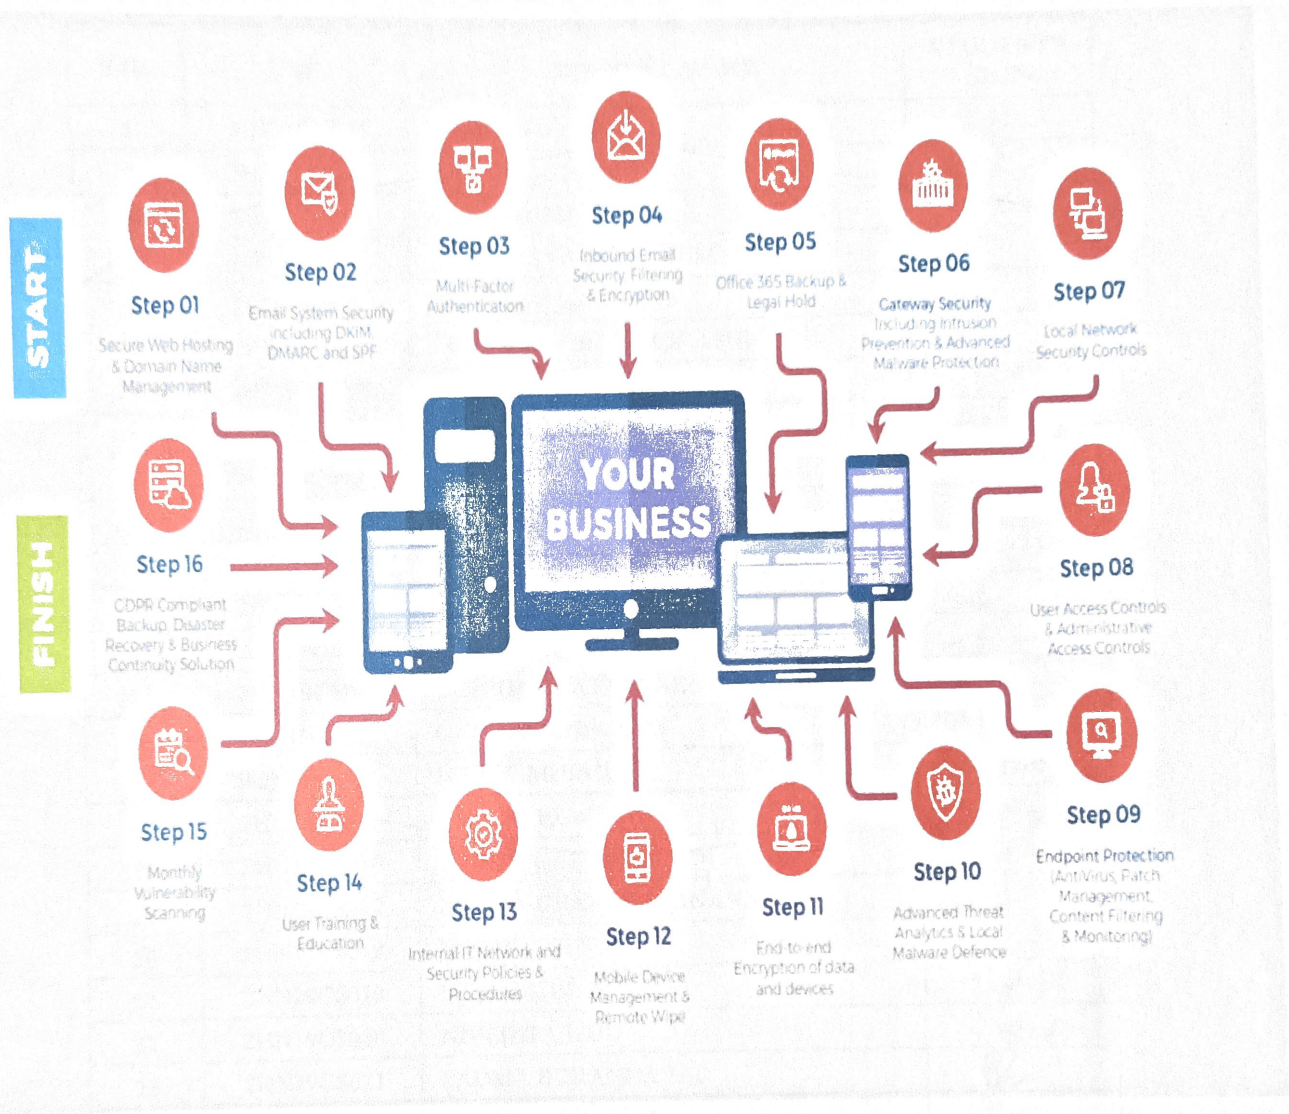 START
Step 01
Secure Web Hosting
& Domain Name
Management
Step 02
Email System Security
including DKIM,
DMARC and SPF
Step 03
Multi-Factor
Authentication
Step 04
Inbound Email
Security, Filtering
& Encryption
Step 05
Office 365 Backup &
Legal Hold
Step 06
Gateway Security
Including Intrusion
Prevention & Advanced
Malware Protection
Step 07
Local Network
Security Controls
YOUR
BUSINESS
Step 08
User Access Controls
& Administrative
Access Controls
Step 09
Endpoint Protection
(AntiVirus, Patch
Management,
Content Filtering
& Monitoring)
Step 10
Advanced Threat
Analytics & Local
Malware Defence
Step 11
End-to-end
Encryption of data
and devices
Step 12
Mobile Device
Management &
Remote Wipe
Step 13
Internal IT Network and
Security Policies &
Procedures
Step 14
User Training &
Education
Step 15
Monthly
Vulnerability
Scanning
FINISH
Step 16
GDPR Compliant
Backup, Disaster
Recovery & Business
Continuity Solution